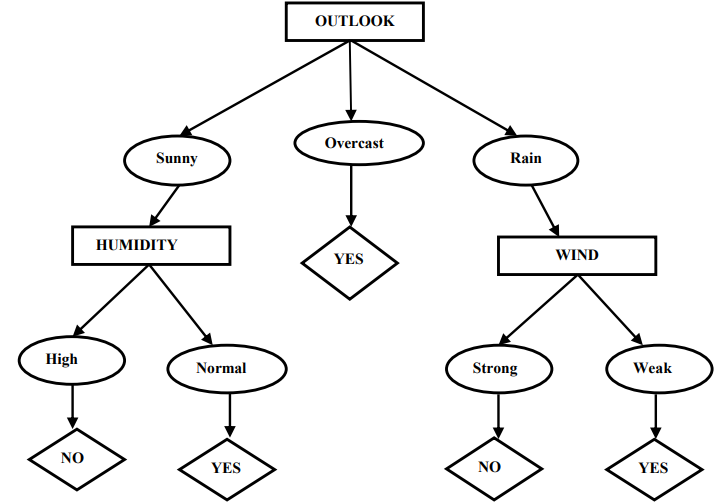 OUTLOOK
Sunny
Overcast
Rain
HUMIDITY
YES
WIND
High
Normal
Strong
Weak
NO
YES
NO
YES